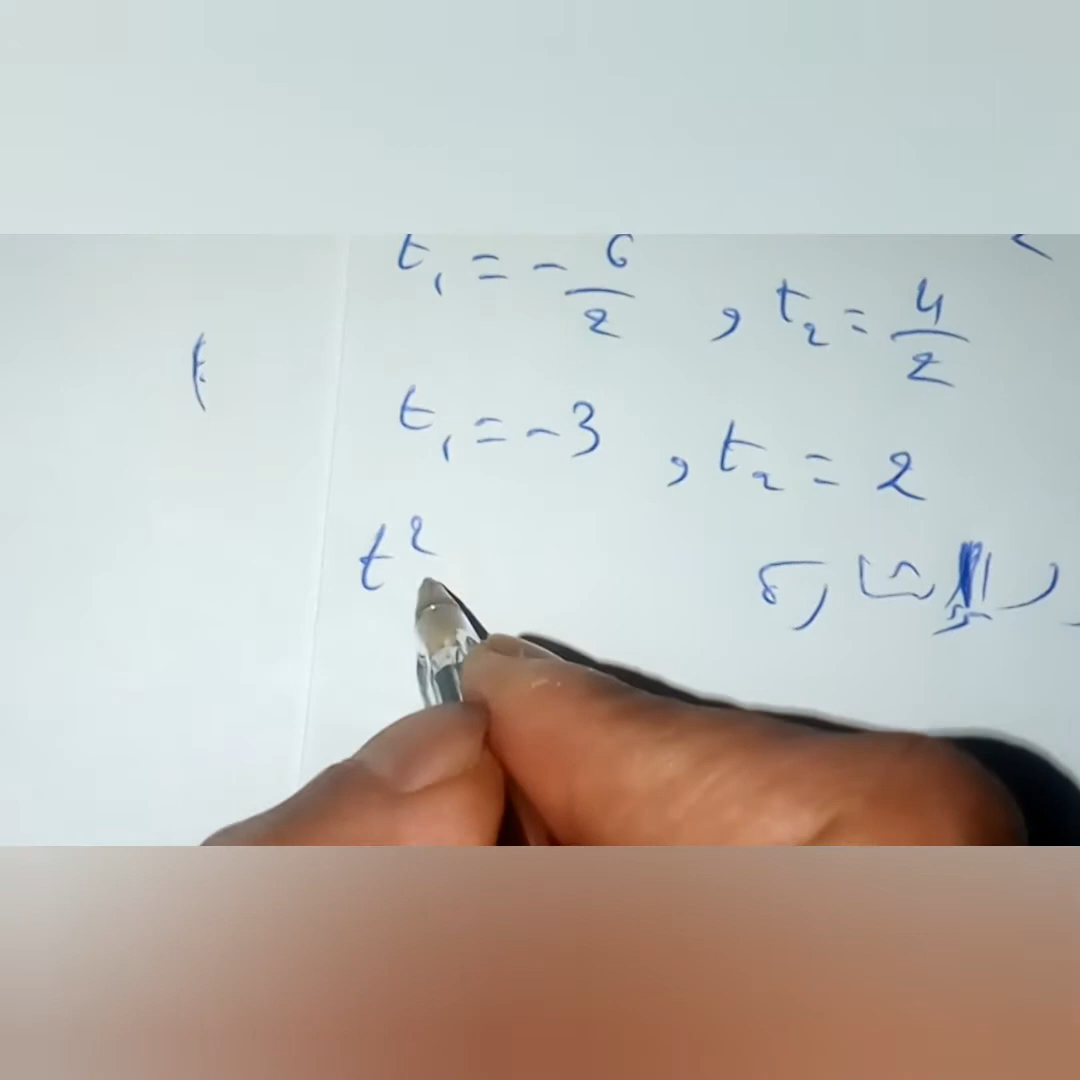 t₁ = - 6/2 , t₂ = 4/2
t₁ = -3 , t₂ = 2
t²